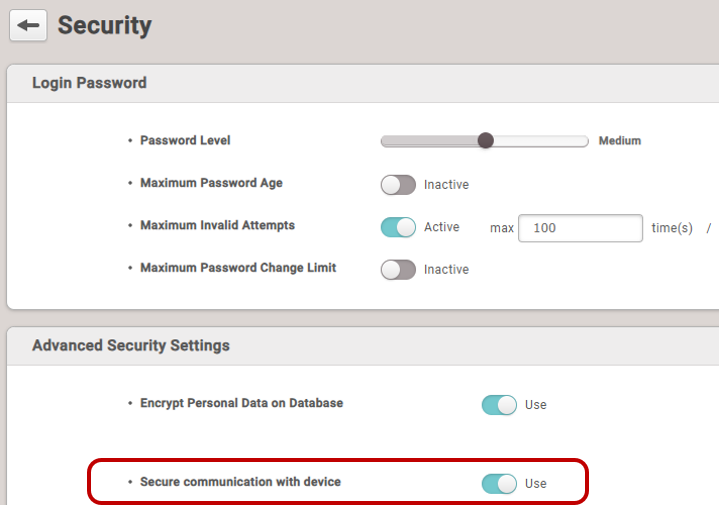 Security
Login Password
• Password Level Medium
• Maximum Password Age Inactive
• Maximum Invalid Attempts Active max 100 time(s) /
• Maximum Password Change Limit Inactive
Advanced Security Settings
• Encrypt Personal Data on Database Use
• Secure communication with device Use